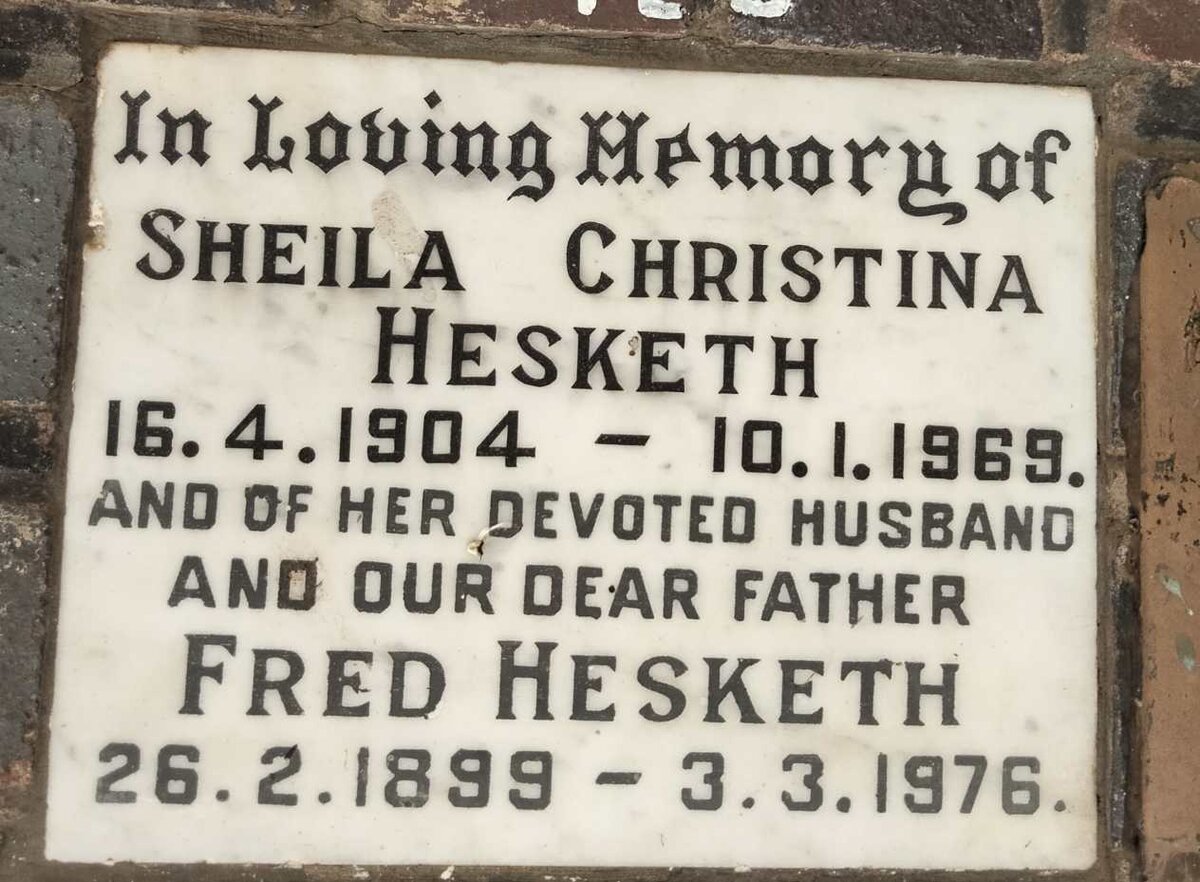 In Loving Memory of
SHEILA CHRISTINA
HESKETH
16.4.1904 - 10.1.1969.
AND OF HER DEVOTED HUSBAND
AND OUR DEAR FATHER
FRED HESKETH
26.2.1899 - 3.3.1976.